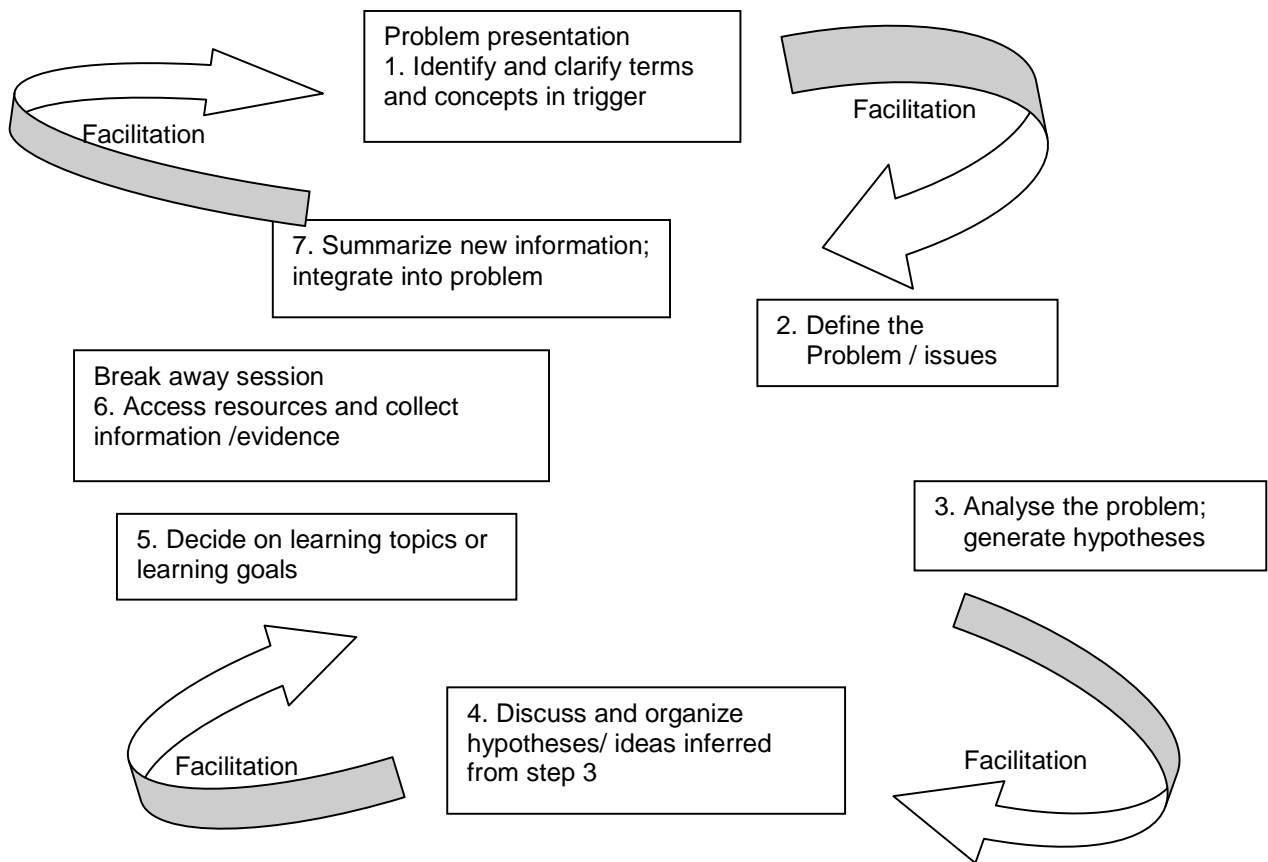 Problem presentation
1. Identify and clarify terms
and concepts in trigger
Facilitation
2. Define the
Problem / issues
3. Analyse the problem;
generate hypotheses
Facilitation
4. Discuss and organize
hypotheses/ ideas inferred
from step 3
Facilitation
5. Decide on learning topics or
learning goals
Break away session
6. Access resources and collect
information /evidence
7. Summarize new information;
integrate into problem
Facilitation